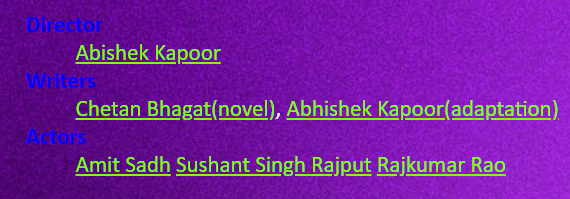 Director
Abishek Kapoor
Writers
Chetan Bhagat(novel), Abhishek Kapoor(adaptation)
Actors
Amit Sadh Sushant Singh Rajput Rajkumar Rao